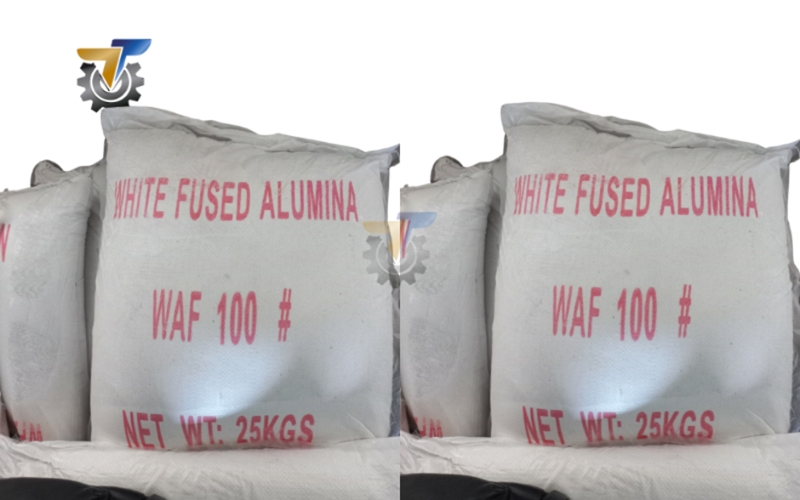 WHITE FUSED ALUMINA
WAF 100 #
NET WT: 25KGS
WHITE FUSED ALUMINA
WAF 100 #
NET WT: 25KGS